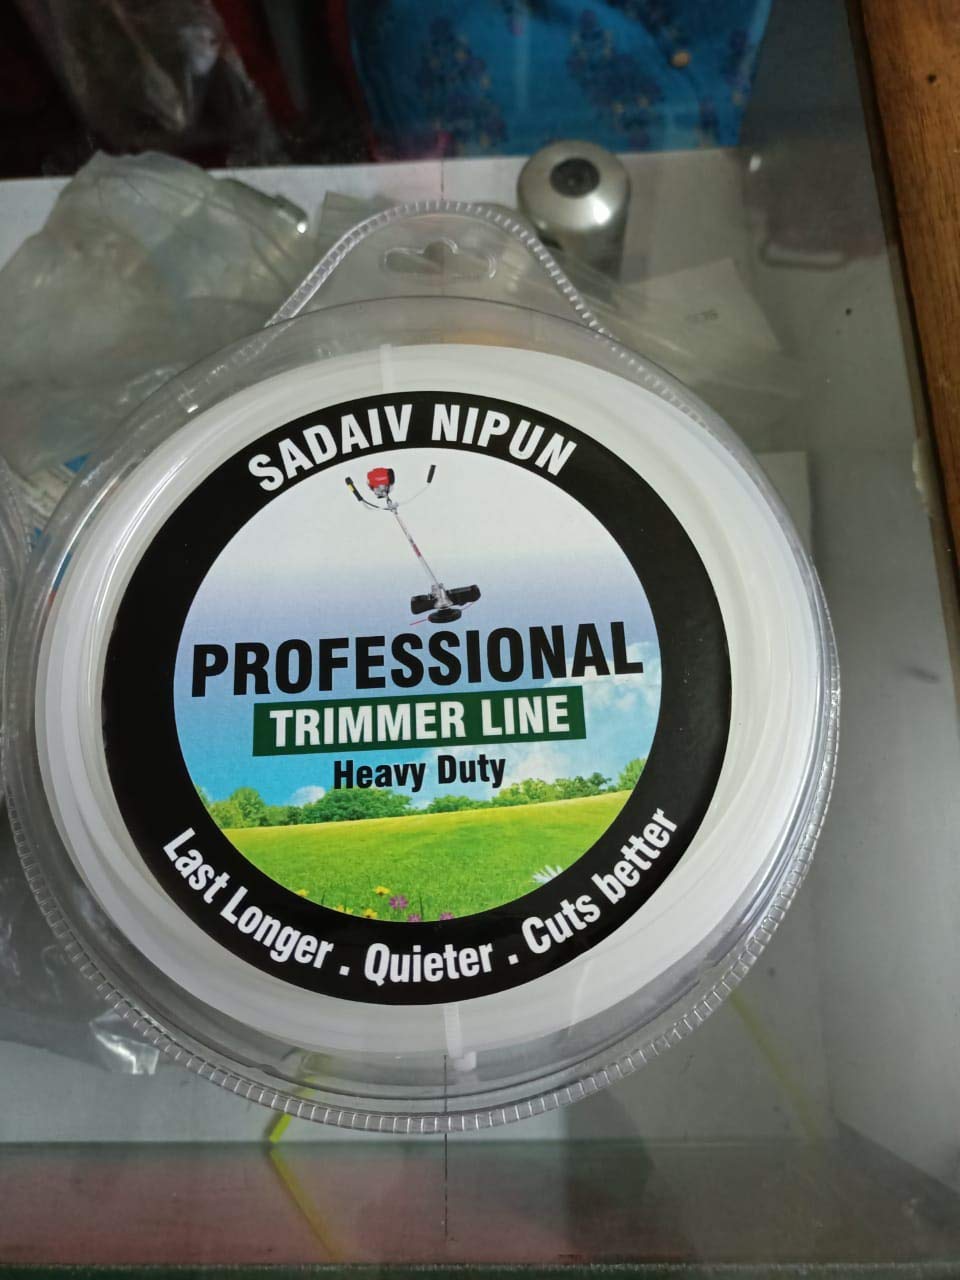 SADAIV NIPUN
PROFESSIONAL
TRIMMER LINE
Heavy Duty
Last Longer . Quieter . Cuts better